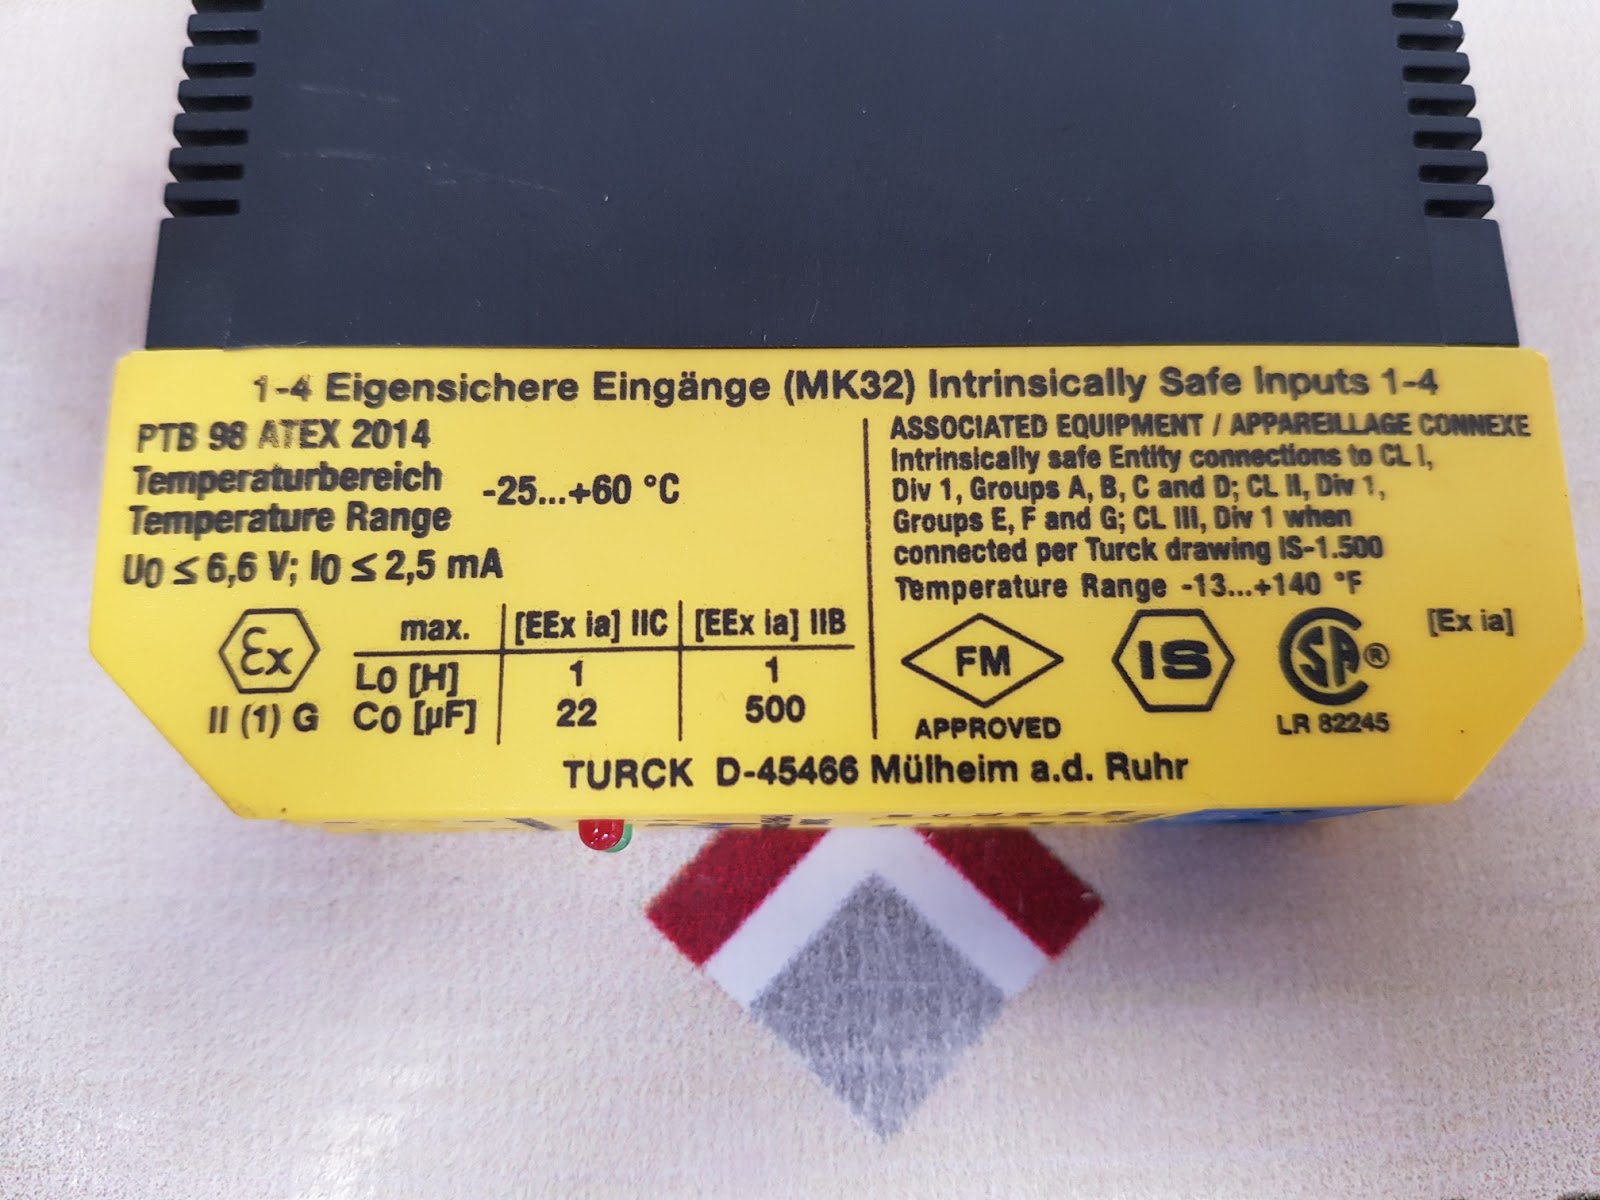 1-4 Eigensichere Eingänge (MK32) Intrinsically Safe Inputs 1-4
PTB 98 ATEX 2014
Temperaturbereich
Temperature Range
-25...+60 °C
U0 ≤ 6,6 V; I0 ≤ 2,5 mA
Ex
II (1) G
max. [EEx ia] IIC [EEx ia] IIB
L0 [H] 1 1
C0 [µF] 22 500
ASSOCIATED EQUIPMENT / APPAREILLAGE CONNEXE
Intrinsically safe Entity connections to CL I,
Div 1, Groups A, B, C and D; CL II, Div 1,
Groups E, F and G; CL III, Div 1 when
connected per Turck drawing IS-1.500
Temperature Range -13...+140 °F
FM
APPROVED
IS
SA®
LR 82245
[Ex ia]
TURCK D-45466 Mülheim a.d. Ruhr